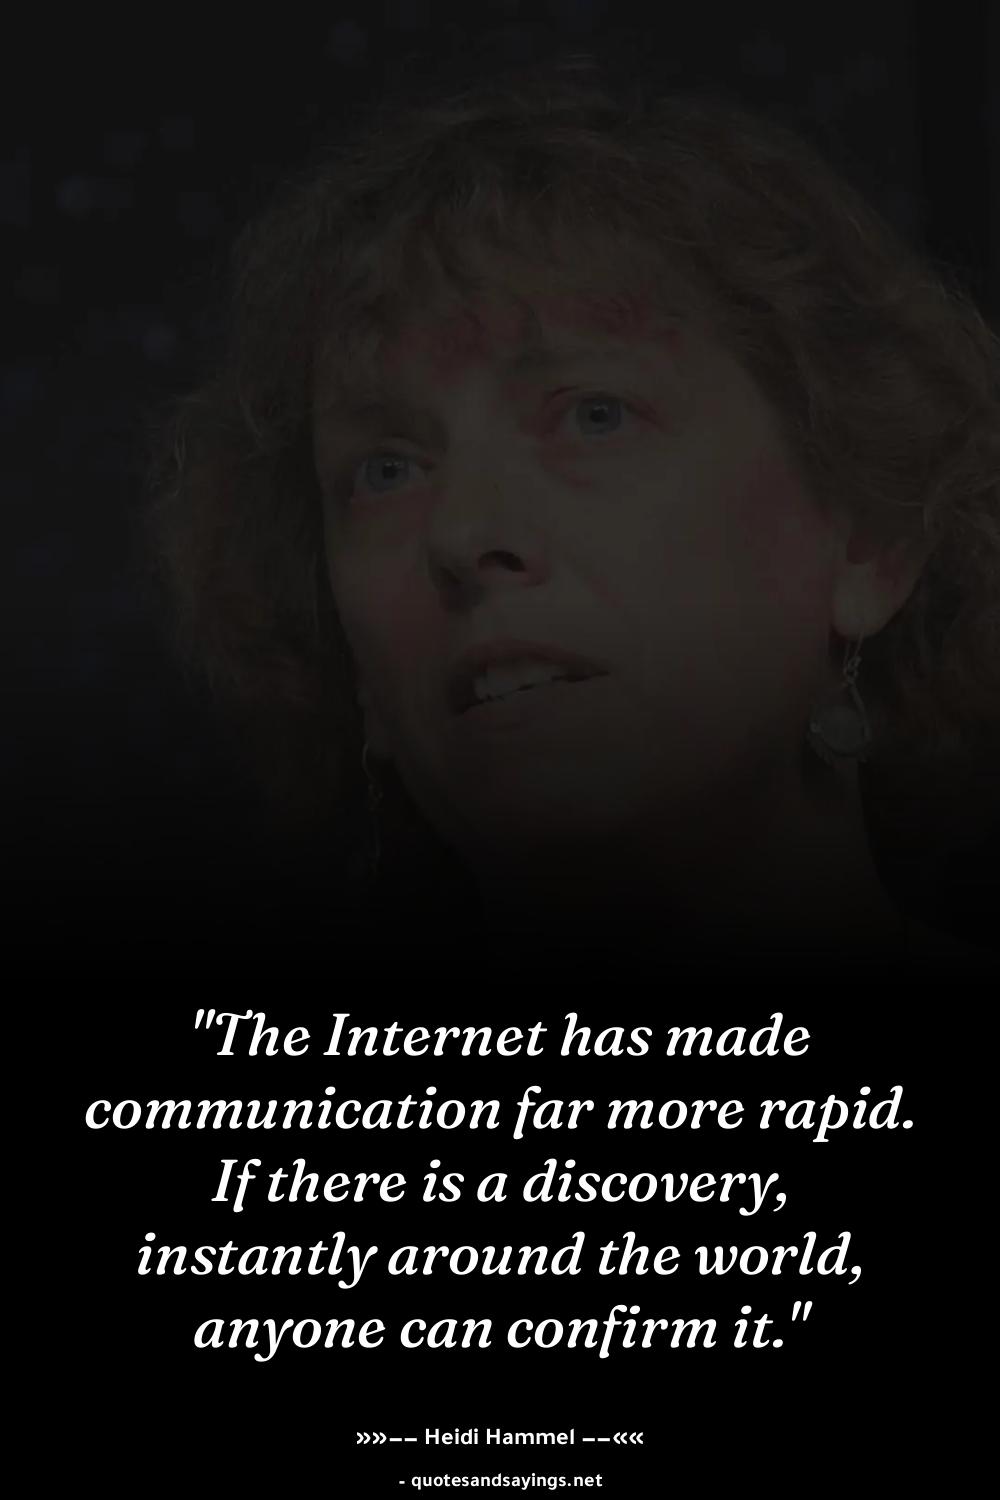 "The Internet has made
communication far more rapid.
If there is a discovery,
instantly around the world,
anyone can confirm it."
»»—— Heidi Hammel ——««
- quotesandsayings.net